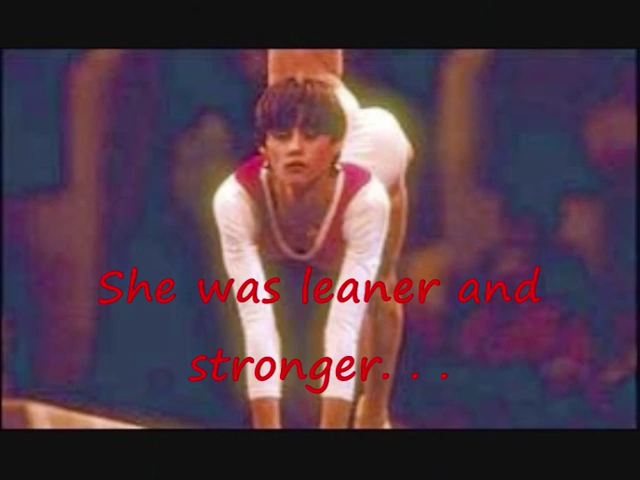 She was leaner and
stronger. . .